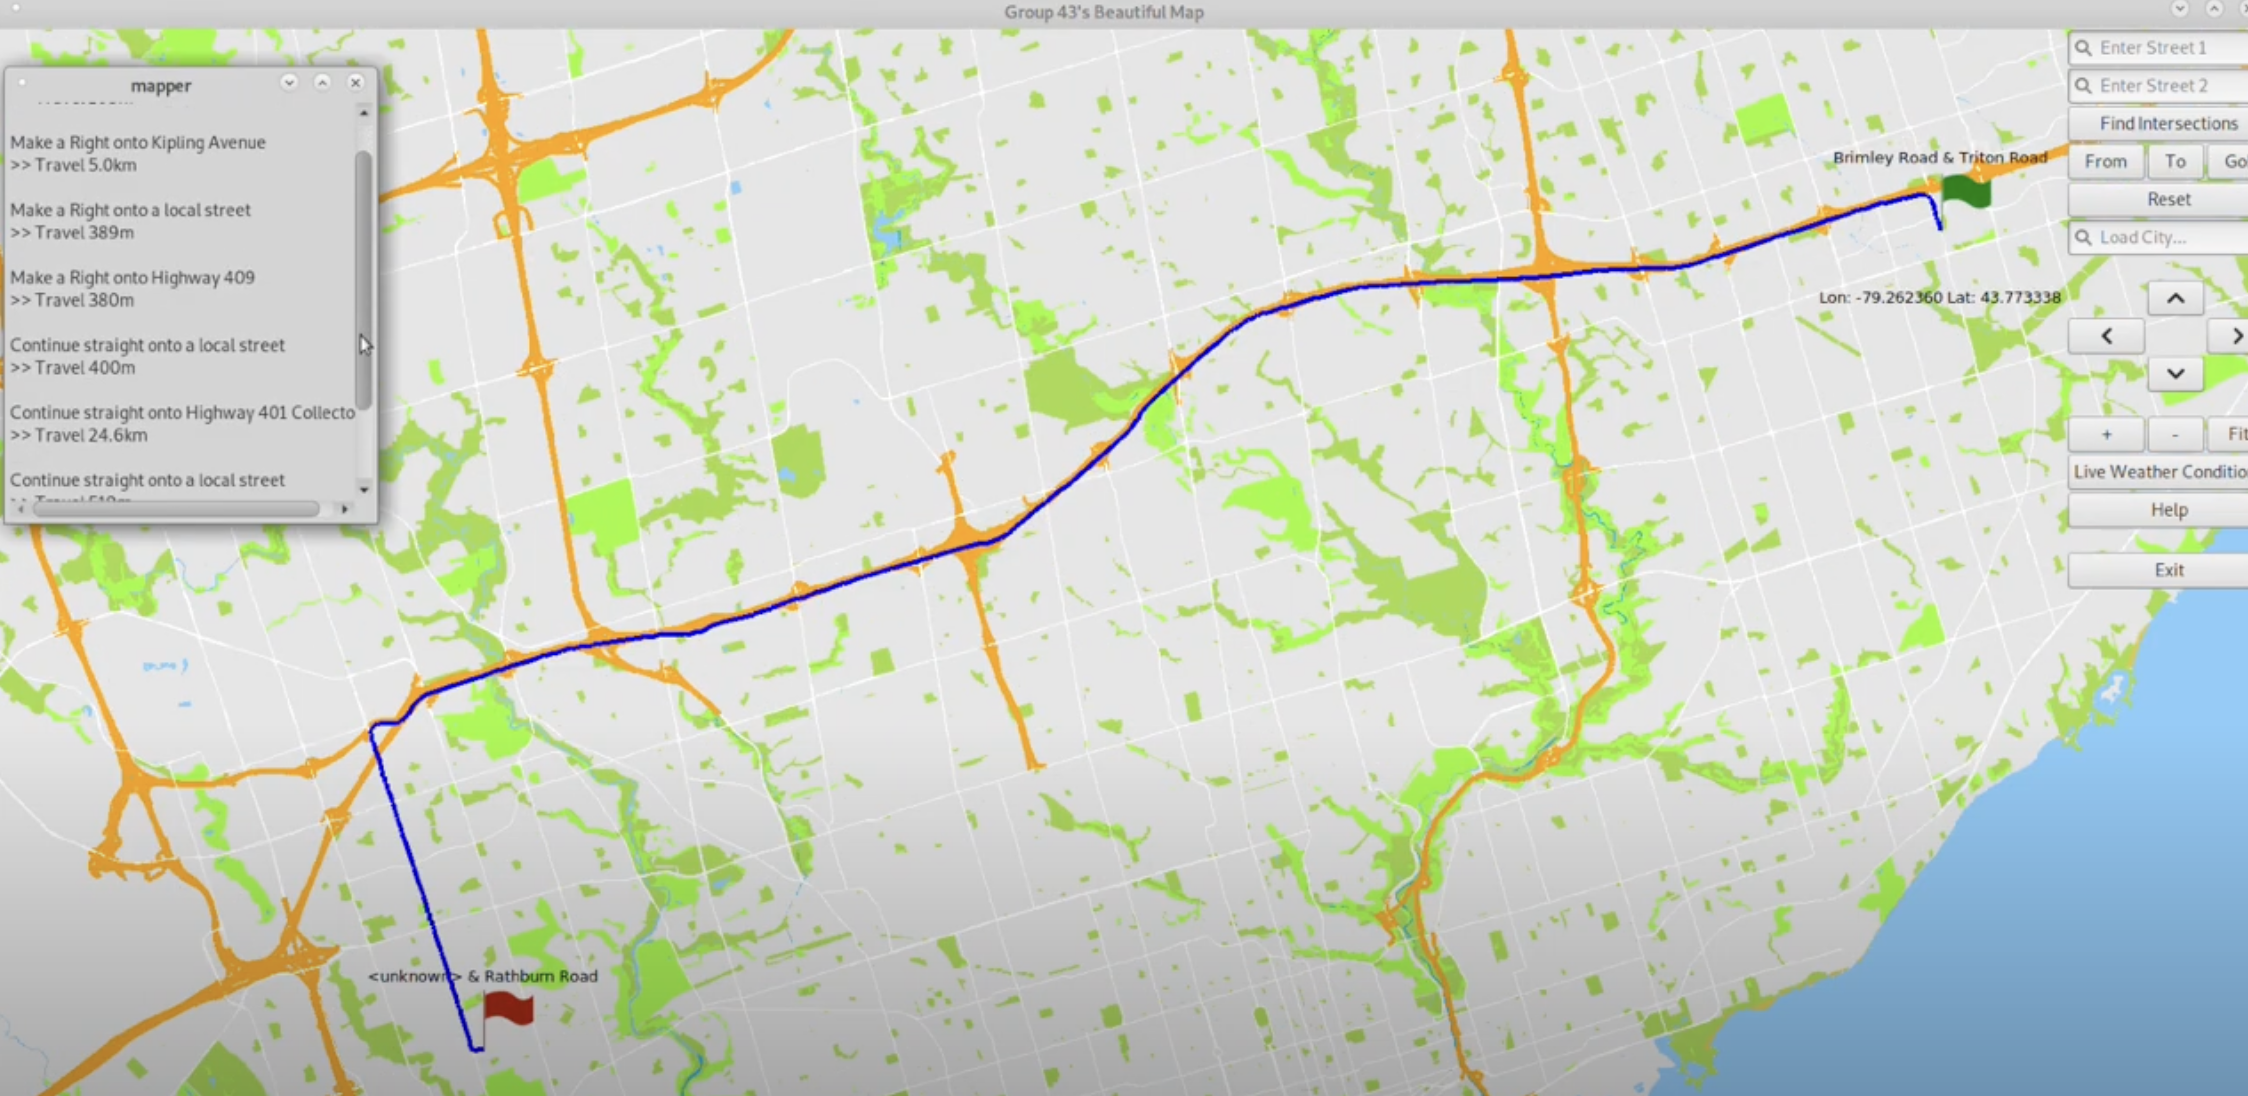 Group 43's Beautiful Map
mapper
Make a Right onto Kipling Avenue
>> Travel 5.0km
Make a Right onto a local street
>> Travel 389m
Make a Right onto Highway 409
>> Travel 380m
Continue straight onto a local street
>> Travel 400m
Continue straight onto Highway 401 Collecto
>> Travel 24.6km
Continue straight onto a local street
Enter Street 1
Enter Street 2
Find Intersections
From To Go
Reset
Load City...
+ - Fit
Live Weather Conditio
Help
Exit
Brimley Road & Triton Road
Lon: -79.262360 Lat: 43.773338
<unknown> & Rathburn Road